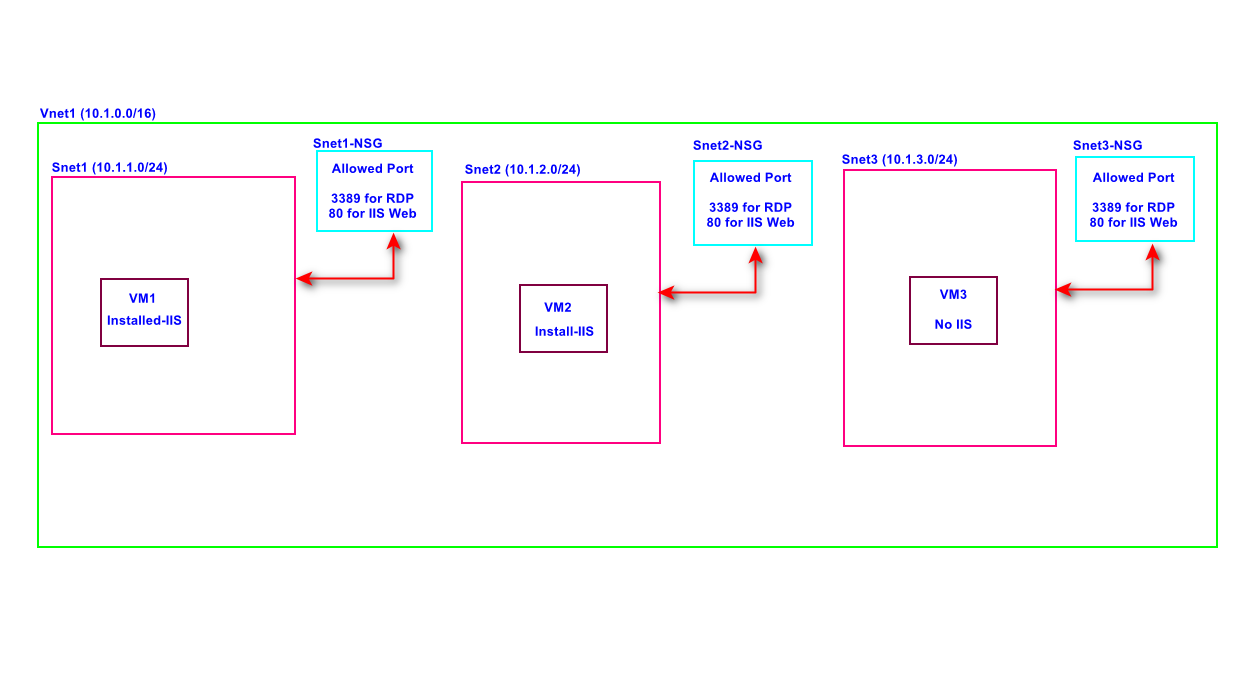 Vnet1 (10.1.0.0/16)
Snet1 (10.1.1.0/24)
Snet1-NSG
Allowed Port
3389 for RDP
80 for IIS Web
VM1
Installed-IIS
Snet2 (10.1.2.0/24)
Snet2-NSG
Allowed Port
3389 for RDP
80 for IIS Web
VM2
Install-IIS
Snet3 (10.1.3.0/24)
Snet3-NSG
Allowed Port
3389 for RDP
80 for IIS Web
VM3
No IIS